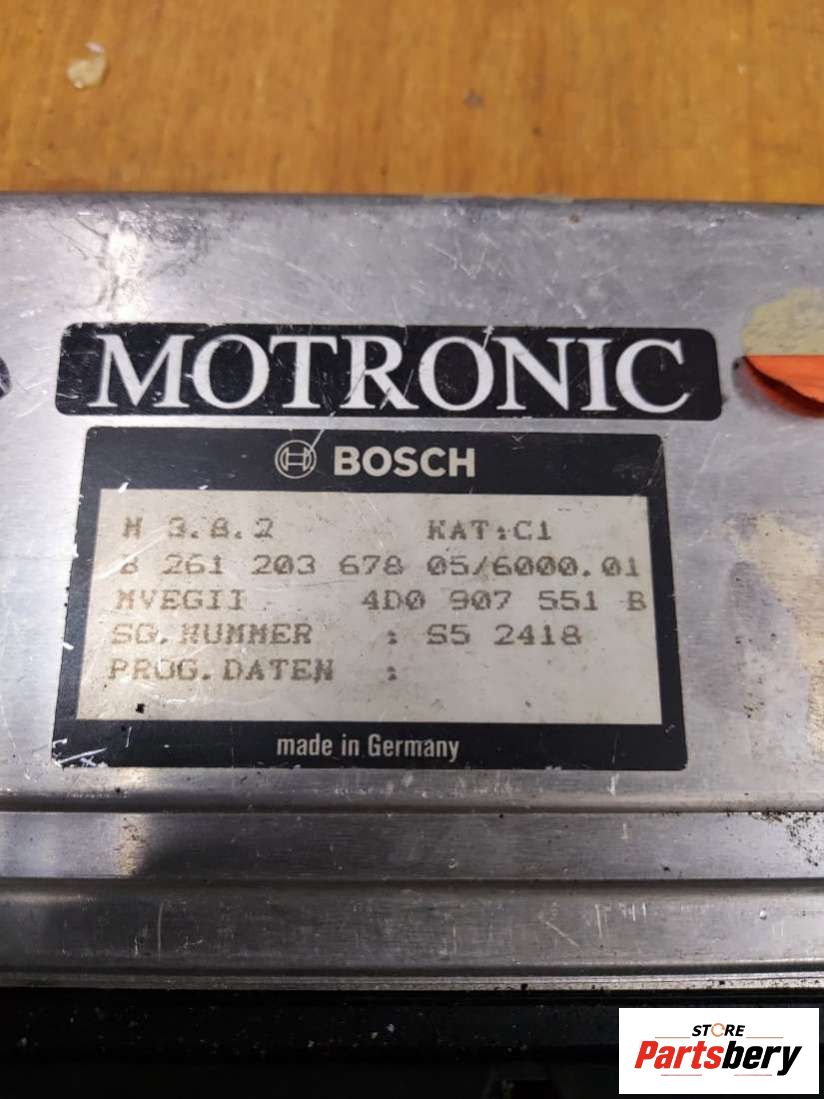 MOTRONIC
BOSCH
M 3.8.2 KAT:C1
B 261 203 678 05/6000.01
MVEGII 4D0 907 551 B
SG.NUMMER : S5 2418
PROG.DATEN :
made in Germany
STORE
Partsbery